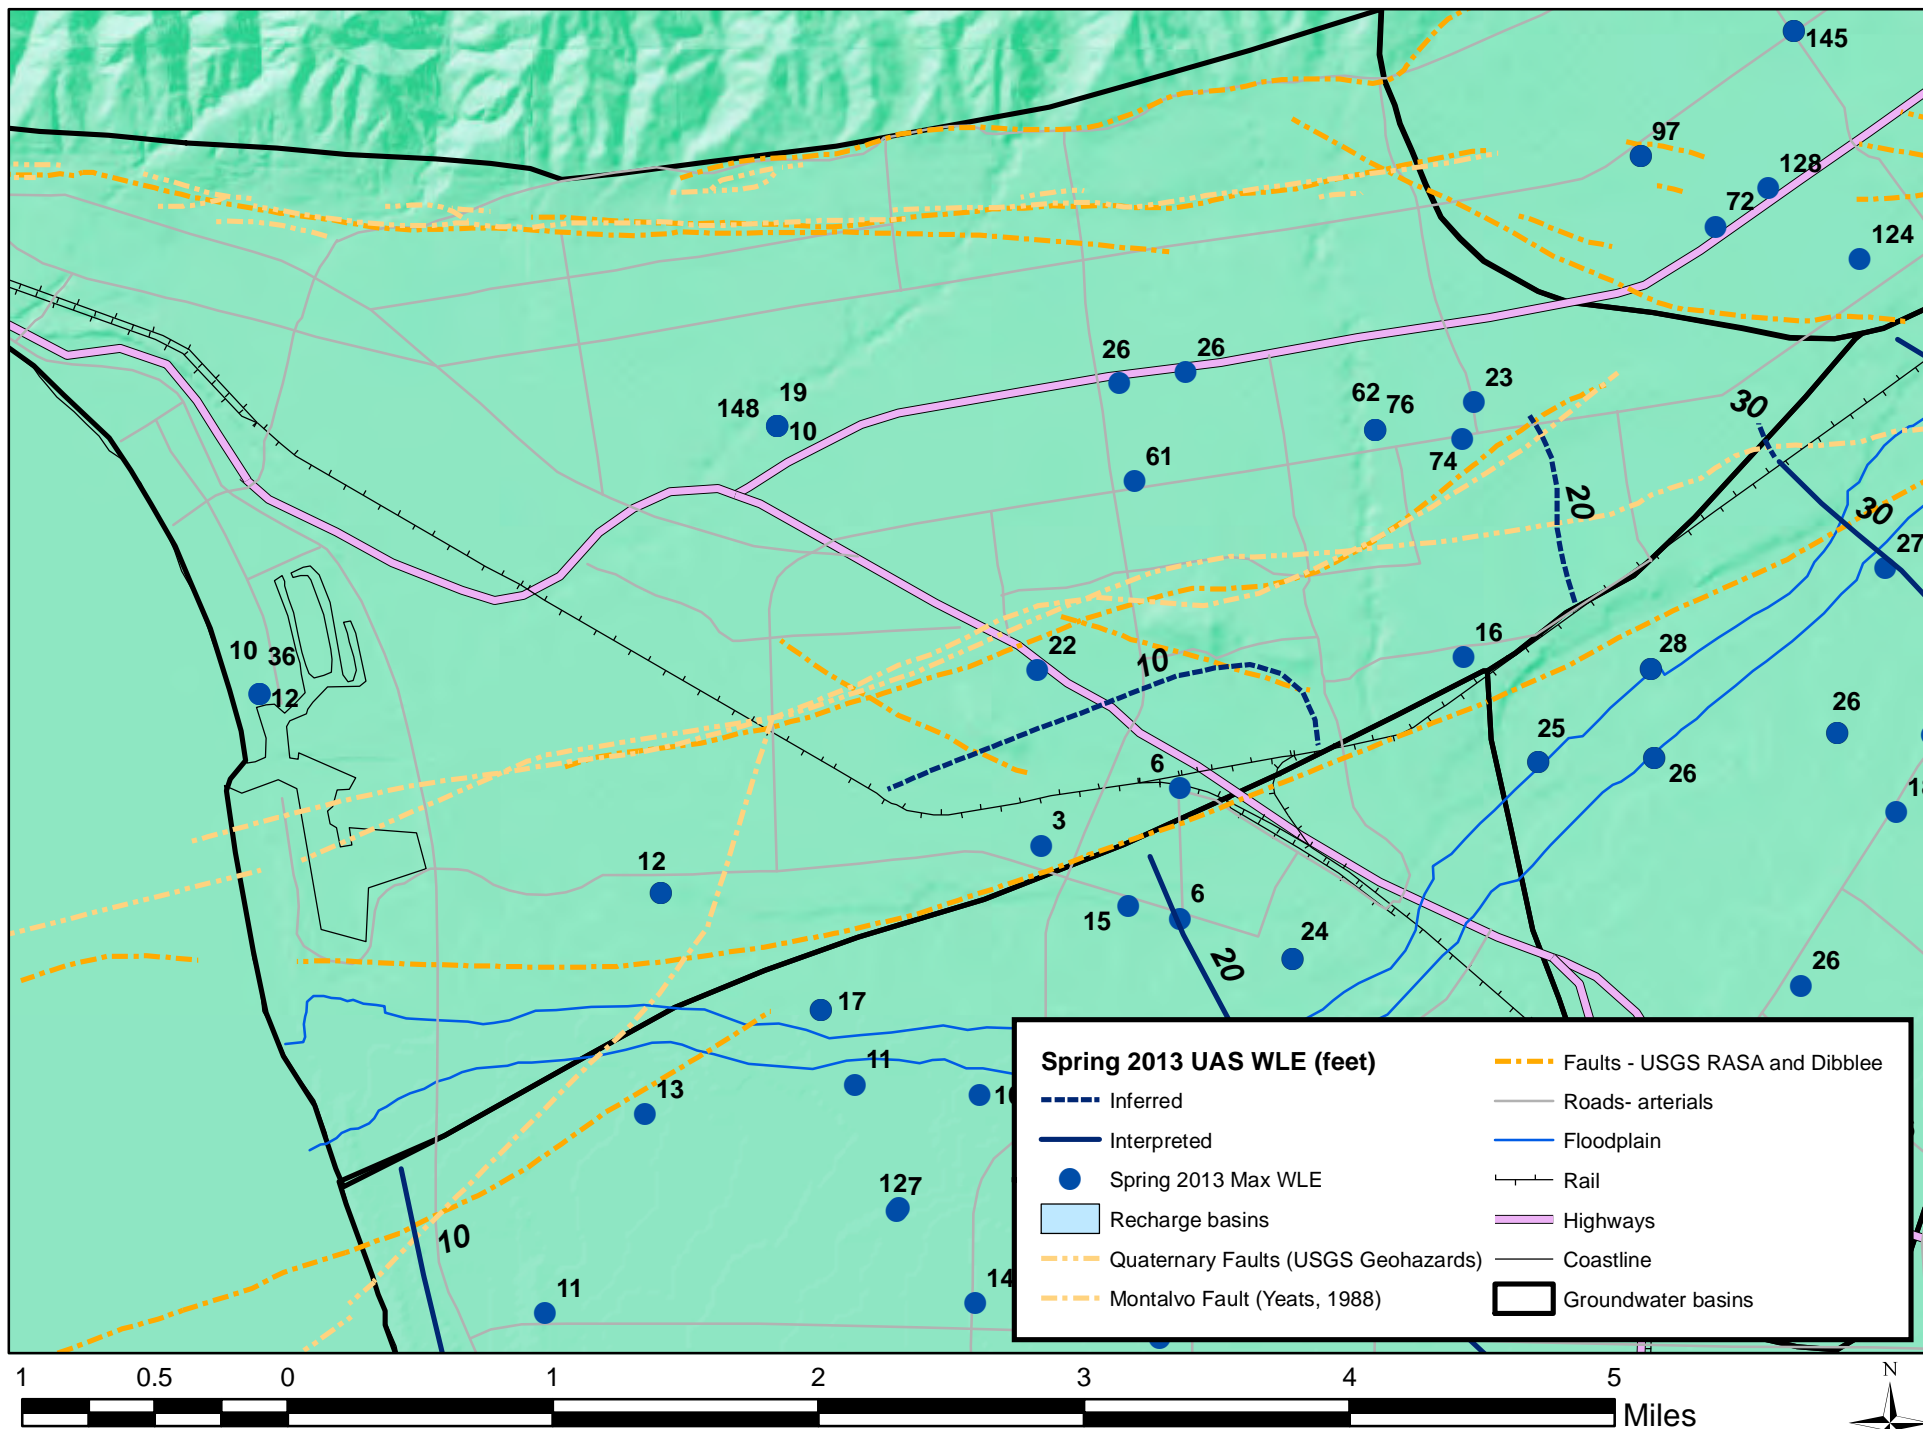 145
97
128
72
124
26
26
19
148
10
62
76
23
74
61
30
20
30
27
16
28
22
10
10
36
12
25
26
26
6
3
12
15
6
24
20
26
17
11
13
127
10
11
14
Spring 2013 UAS WLE (feet)
Inferred
Interpreted
Spring 2013 Max WLE
Recharge basins
Quaternary Faults (USGS Geohazards)
Montalvo Fault (Yeats, 1988)
Faults - USGS RASA and Dibblee
Roads- arterials
Floodplain
Rail
Highways
Coastline
Groundwater basins
1 0.5 0 1 2 3 4 5
Miles
N